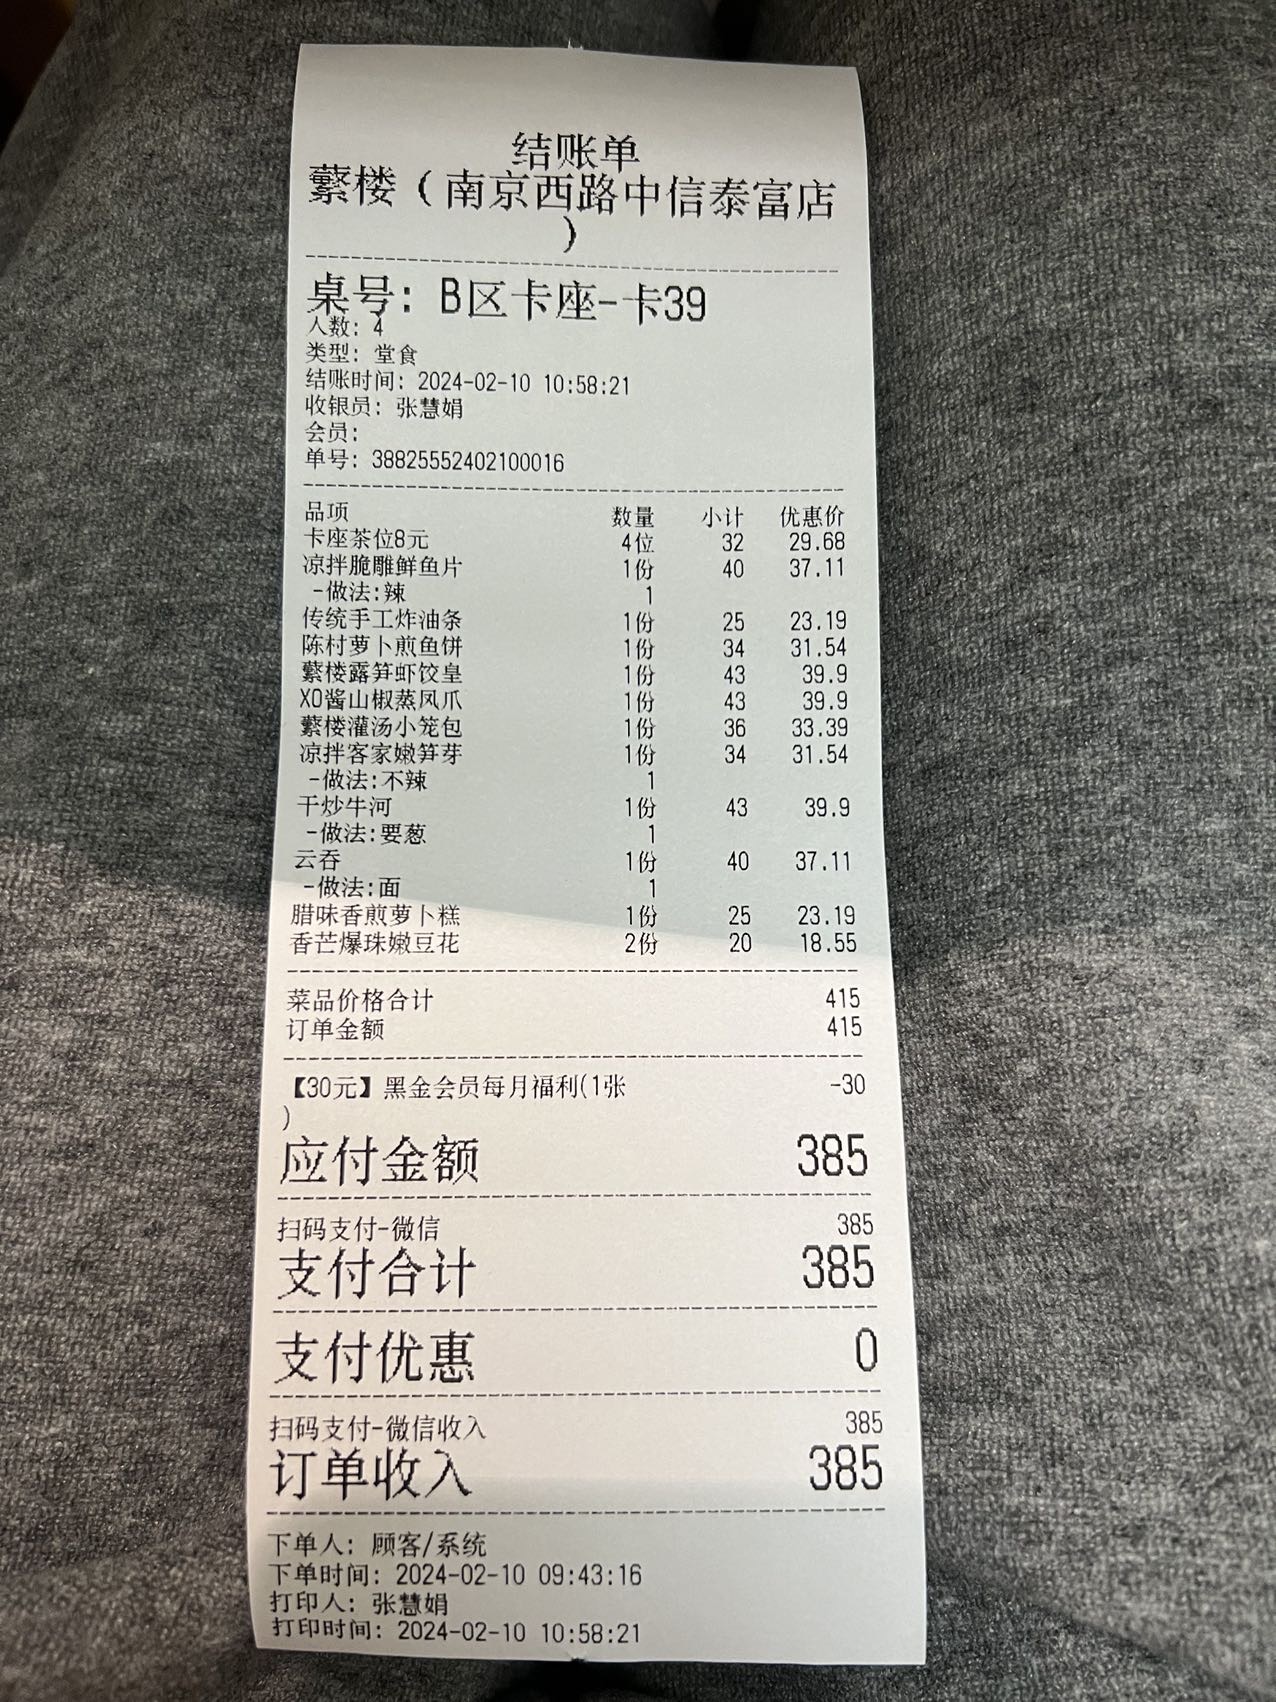 结账单
蘩楼（南京西路中信泰富店
）
桌号: B区卡座-卡39
人数: 4
类型: 堂食
结账时间: 2024-02-10 10:58:21
收银员: 张慧娟
会员:
单号: 38825552402100016
品项 数量 小计 优惠价
卡座茶位8元 4位 32 29.68
凉拌脆雕鲜鱼片 1份 40 37.11
-做法:辣 1
传统手工炸油条 1份 25 23.19
陈村萝卜煎鱼饼 1份 34 31.54
蘩楼露笋虾饺皇 1份 43 39.9
XO酱山椒蒸凤爪 1份 43 39.9
蘩楼灌汤小笼包 1份 36 33.39
凉拌客家嫩笋芽 1份 34 31.54
-做法:不辣 1
干炒牛河 1份 43 39.9
-做法:要葱 1
云吞 1份 40 37.11
-做法:面 1
腊味香煎萝卜糕 1份 25 23.19
香芒爆珠嫩豆花 2份 20 18.55
菜品价格合计 415
订单金额 415
【30元】黑金会员每月福利(1张 -30
)
应付金额 385
扫码支付-微信 385
支付合计 385
支付优惠 0
扫码支付-微信收入 385
订单收入 385
下单人: 顾客/系统
下单时间: 2024-02-10 09:43:16
打印人: 张慧娟
打印时间: 2024-02-10 10:58:21